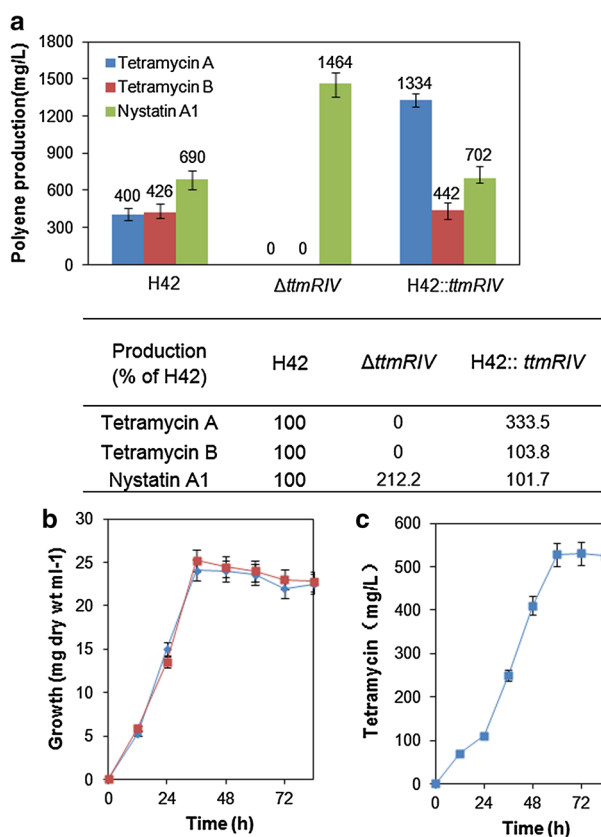 a
Polyene production(mg/L)
1800
1500
1200
900
600
300
0
Tetramycin A
Tetramycin B
Nystatin A1
400
426
690
0
0
1464
1334
442
702
H42
ΔttmRIV
H42::ttmRIV
Production (% of H42) H42 ΔttmRIV H42:: ttmRIV
Tetramycin A 100 0 333.5
Tetramycin B 100 0 103.8
Nystatin A1 100 212.2 101.7
b
Growth (mg dry wt ml-1)
30
25
20
15
10
5
0
0 24 48 72
Time (h)
c
Tetramycin (mg/L)
600
500
400
300
200
100
0
0 24 48 72
Time (h)